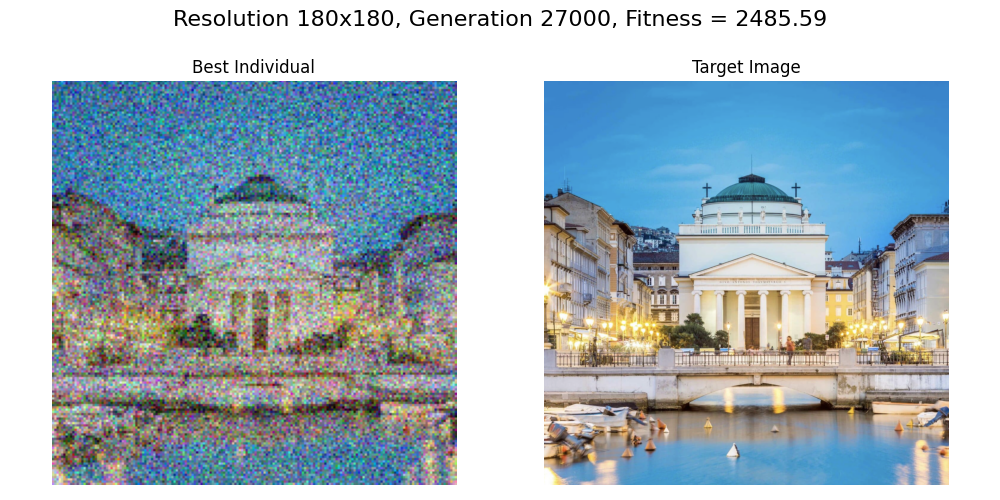 Resolution 180x180, Generation 27000, Fitness = 2485.59
Best Individual
Target Image